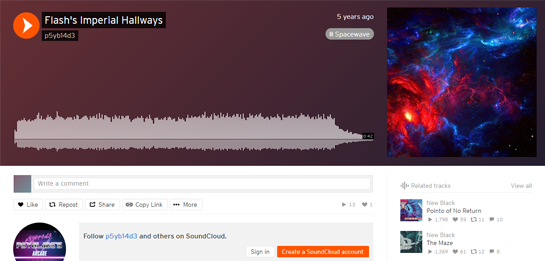 Flash's Imperial Hallways
5 years ago
p5yb14d3
# Spacewave
0:42
Write a comment
Like Repost Share Copy Link More
13 1
Follow p5yb14d3 and others on SoundCloud.
Sign in Create a SoundCloud account
Related tracks View all
New Black
Points of No Return
1,798 59 11 10
New Black
The Maze
1,369 61 12 8